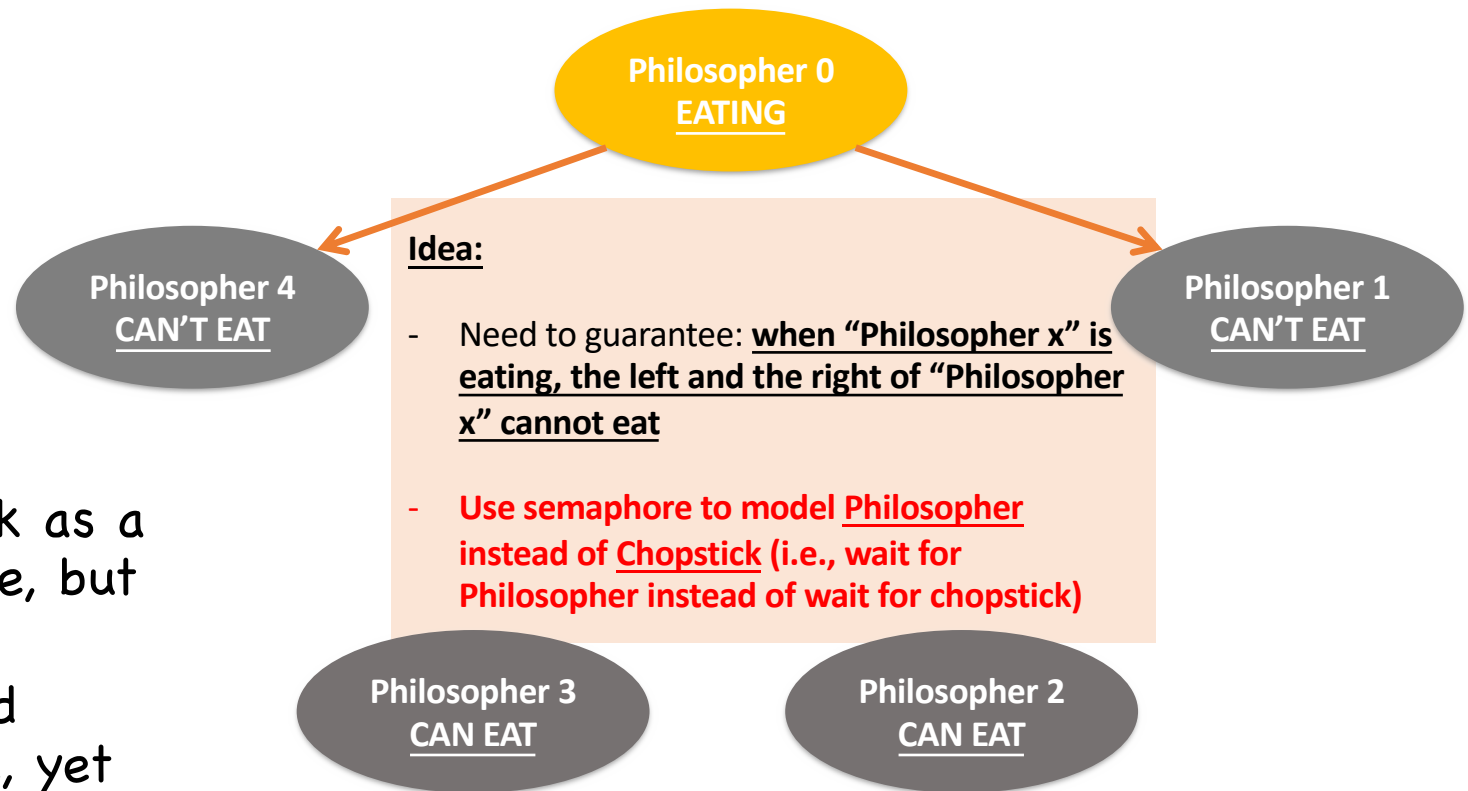 Philosopher 0
EATING
Philosopher 4
CAN'T EAT
Idea:
- Need to guarantee: when “Philosopher x” is
eating, the left and the right of “Philosopher
x” cannot eat
- Use semaphore to model Philosopher
instead of Chopstick (i.e., wait for
Philosopher instead of wait for chopstick)
Philosopher 1
CAN'T EAT
as a
but
yet
Philosopher 3
CAN EAT
Philosopher 2
CAN EAT